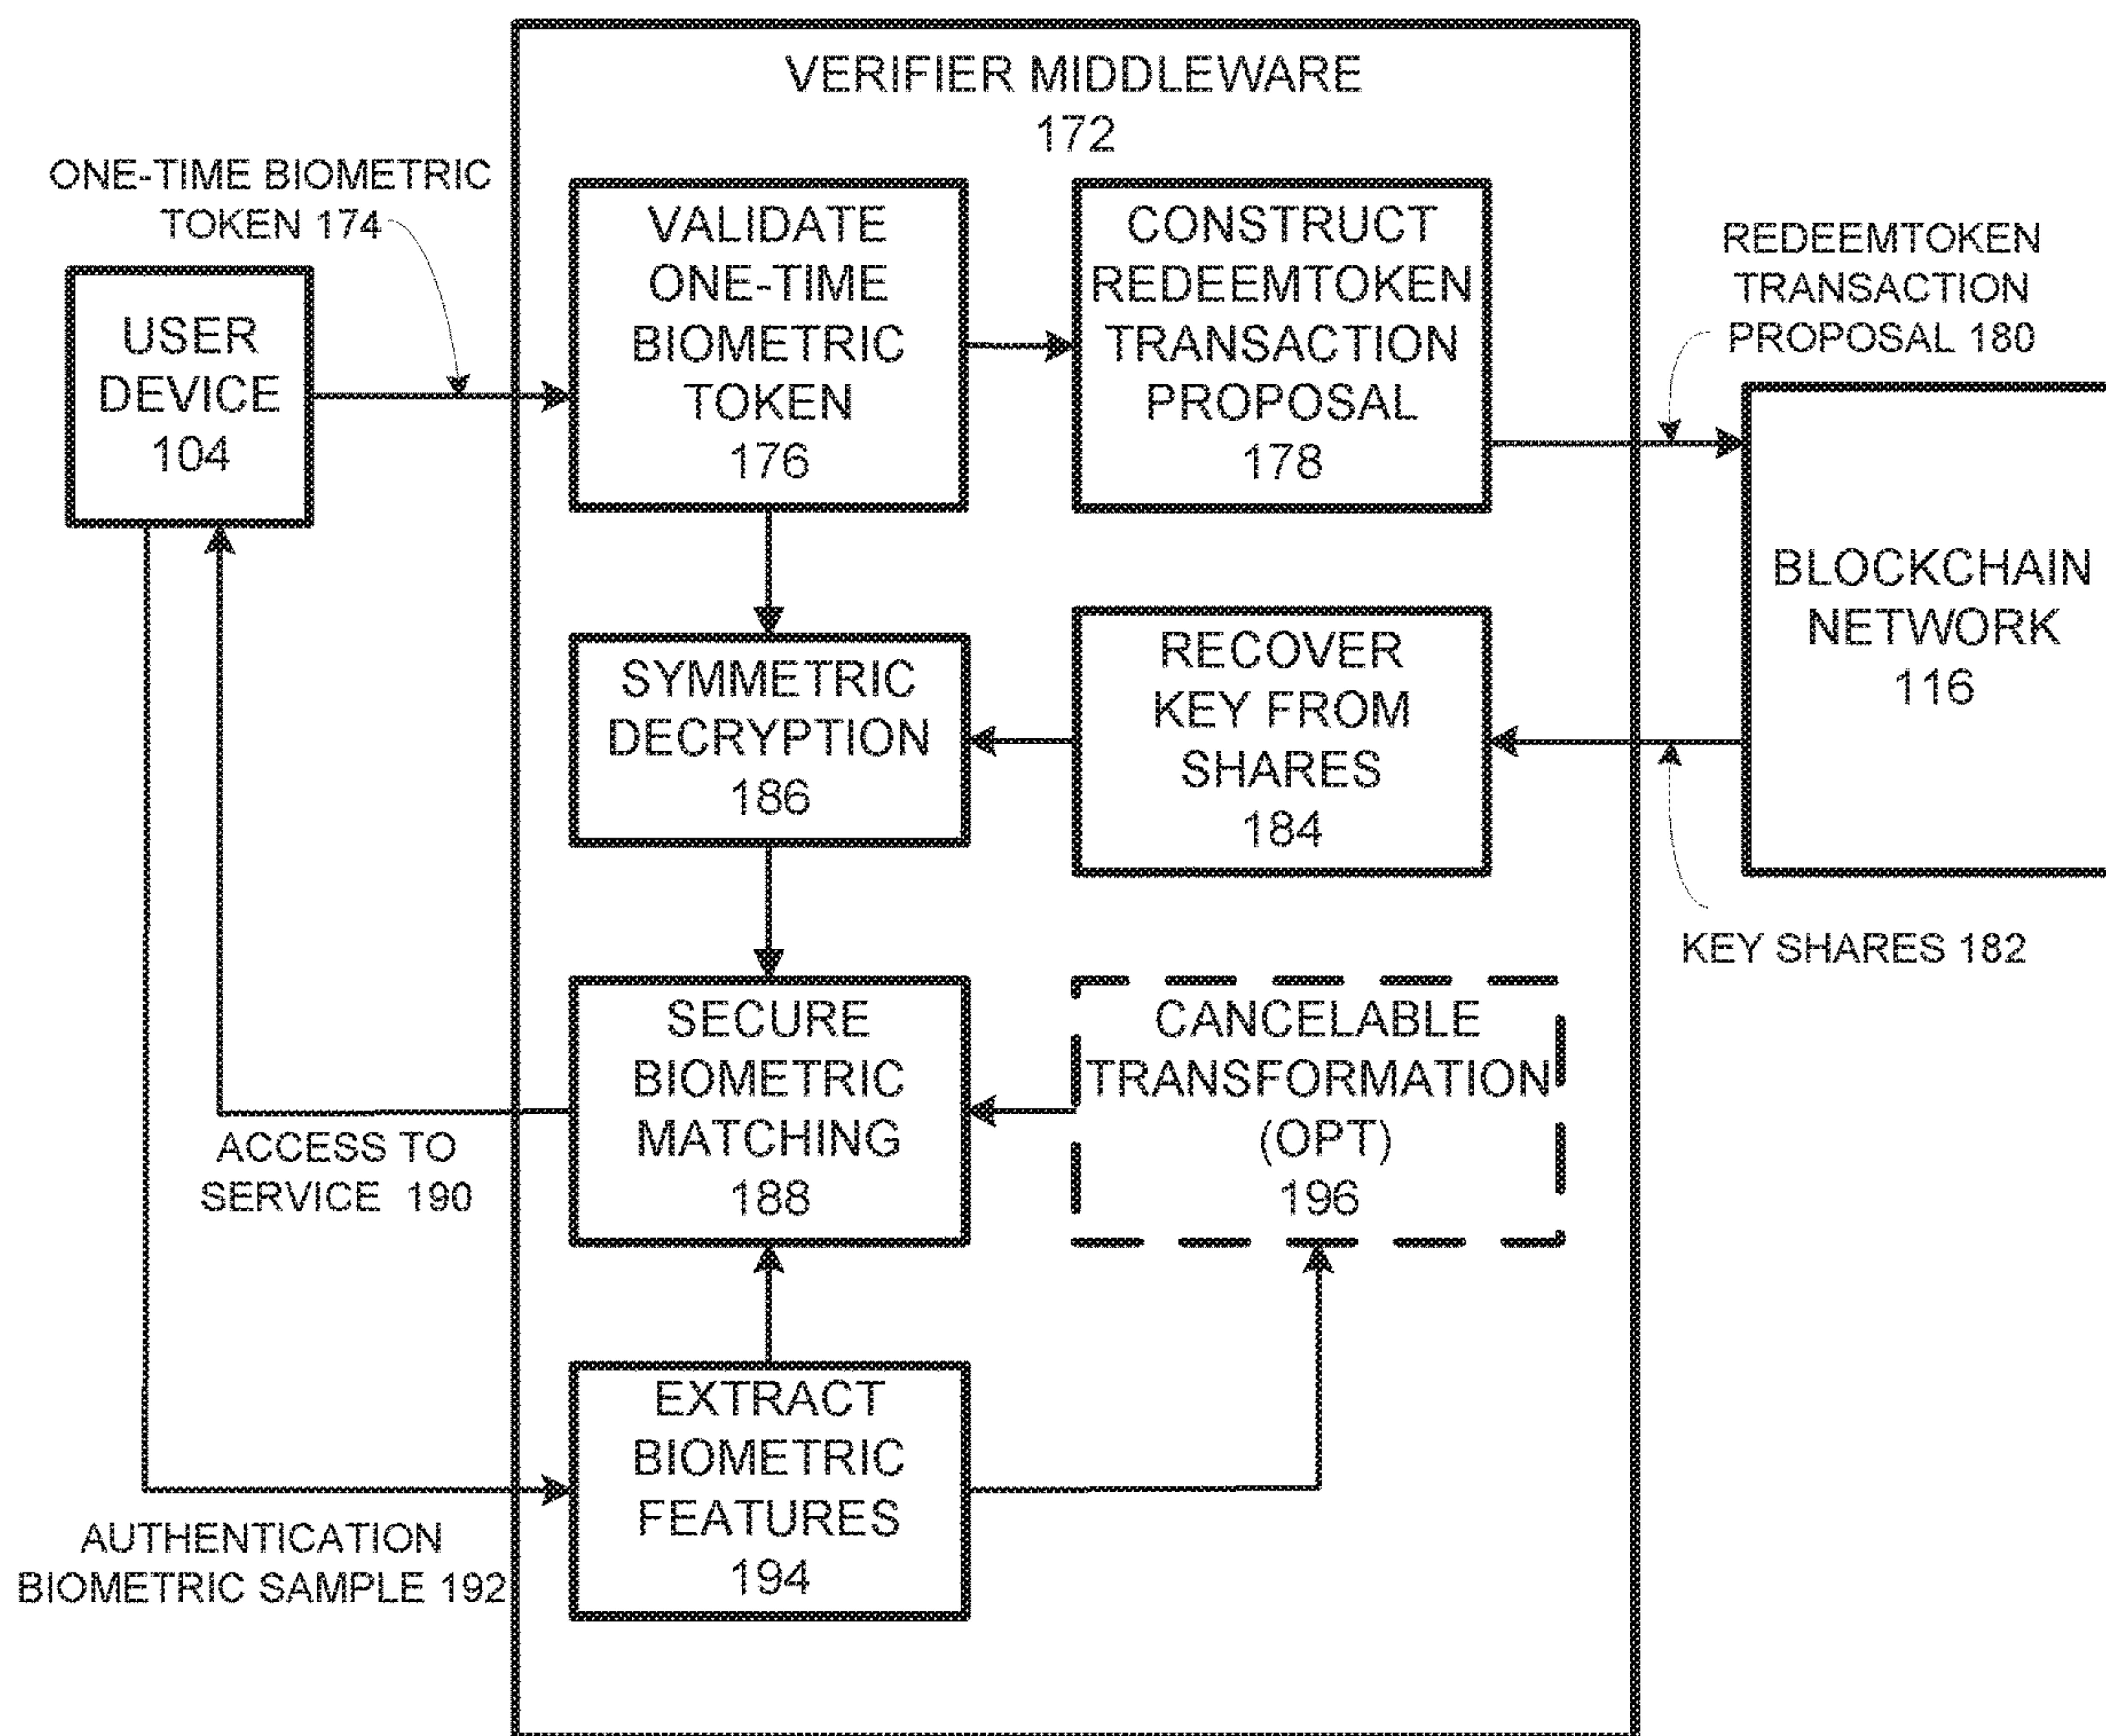 VERIFIER MIDDLEWARE
172
ONE-TIME BIOMETRIC
TOKEN 174
USER
DEVICE
104
VALIDATE
ONE-TIME
BIOMETRIC
TOKEN
176
CONSTRUCT
REDEEMTOKEN
TRANSACTION
PROPOSAL
178
REDEEMTOKEN
TRANSACTION
PROPOSAL 180
BLOCKCHAIN
NETWORK
116
SYMMETRIC
DECRYPTION
186
RECOVER
KEY FROM
SHARES
184
KEY SHARES 182
SECURE
BIOMETRIC
MATCHING
188
CANCELABLE
TRANSFORMATION
(OPT)
196
ACCESS TO
SERVICE 190
EXTRACT
BIOMETRIC
FEATURES
194
AUTHENTICATION
BIOMETRIC SAMPLE 192